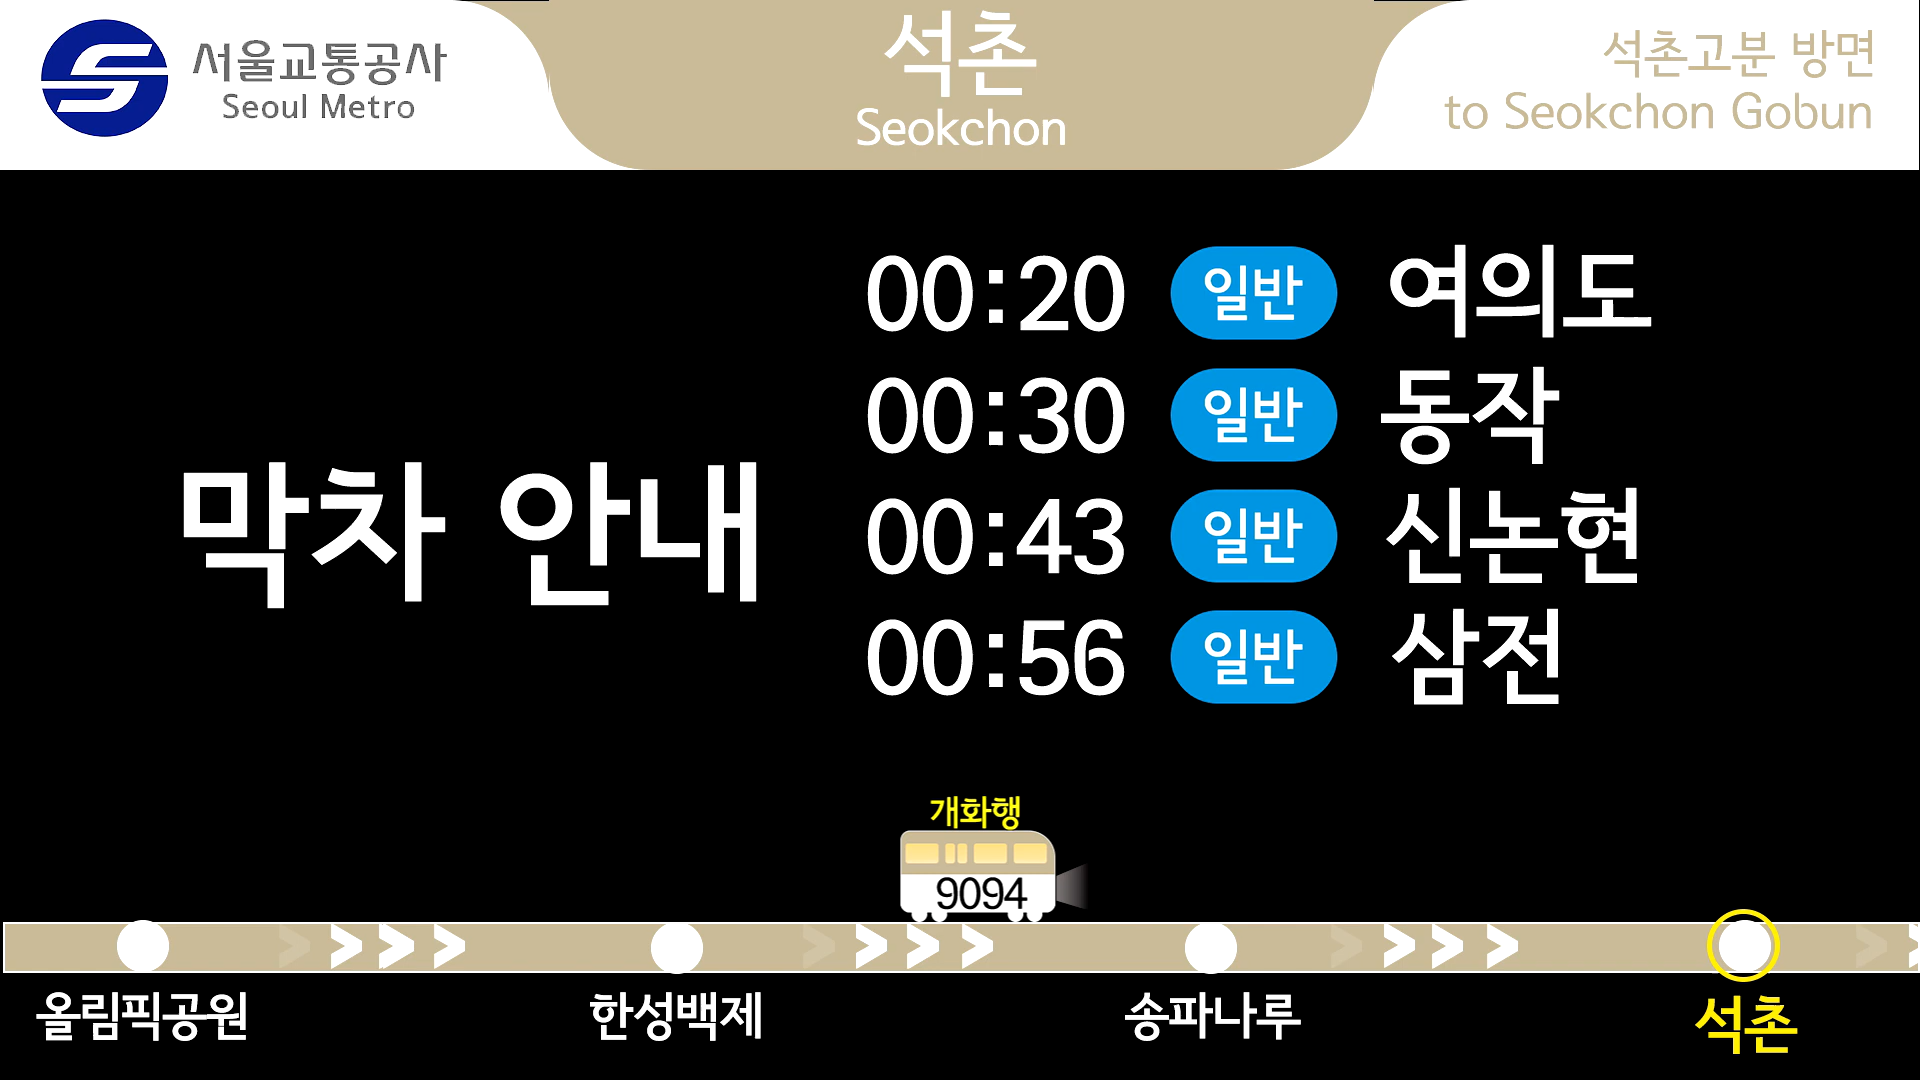 서울교통공사
Seoul Metro
석촌
Seokchon
석촌고분 방면
to Seokchon Gobun
막차 안내
00:20 일반 여의도
00:30 일반 동작
00:43 일반 신논현
00:56 일반 삼전
개화행
9094
올림픽공원 한성백제 송파나루 석촌